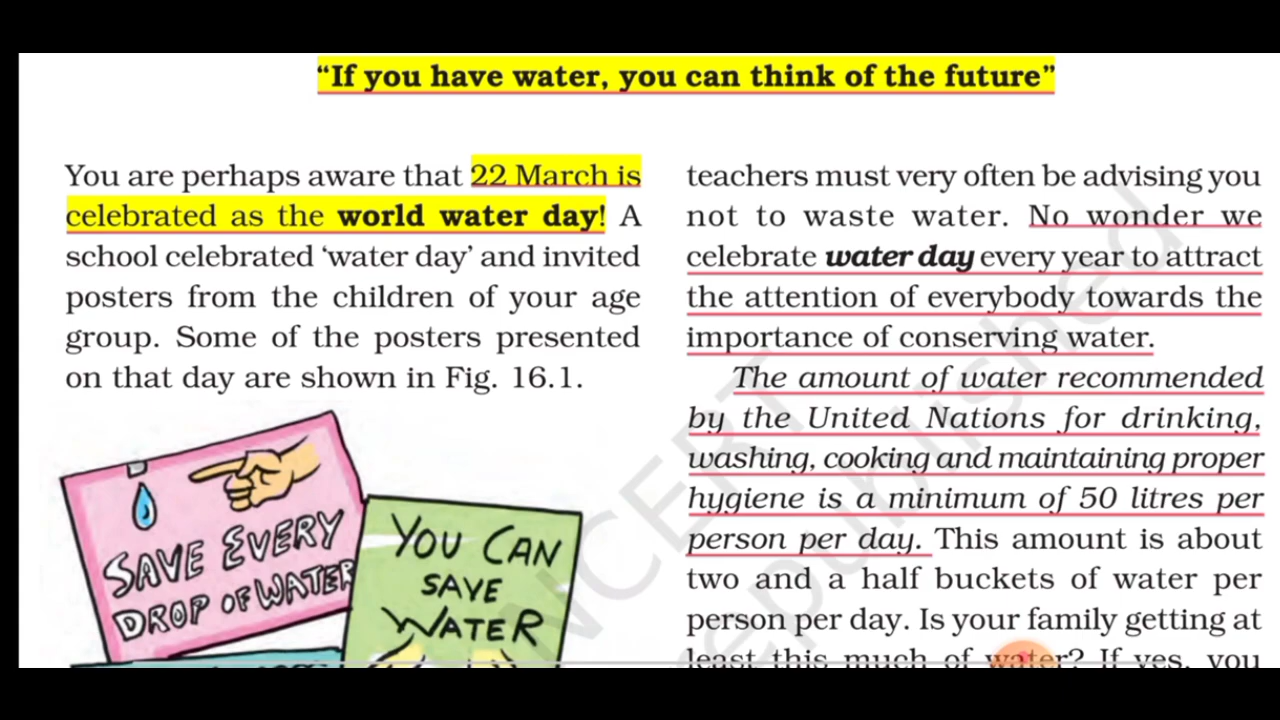 “If you have water, you can think of the future”
You are perhaps aware that 22 March is
celebrated as the world water day! A
school celebrated ‘water day’ and invited
posters from the children of your age
group. Some of the posters presented
on that day are shown in Fig. 16.1.
SAVE EVERY
DROP OF WATER
YOU CAN
SAVE
WATER
teachers must very often be advising you
not to waste water. No wonder we
celebrate water day every year to attract
the attention of everybody towards the
importance of conserving water.
The amount of water recommended
by the United Nations for drinking,
washing, cooking and maintaining proper
hygiene is a minimum of 50 litres per
person per day. This amount is about
two and a half buckets of water per
person per day. Is your family getting at
least this much of water? If yes, you
NCERT
republished